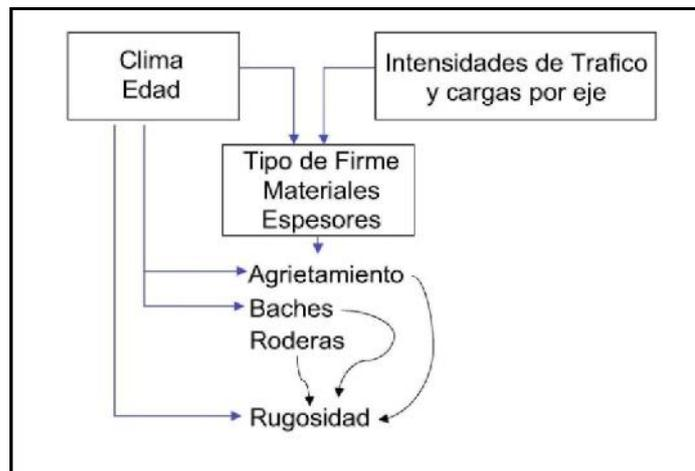 Clima
Edad
Intensidades de Trafico
y cargas por eje
Tipo de Firme
Materiales
Espesores
Agrietamiento
Baches
Roderas
Rugosidad